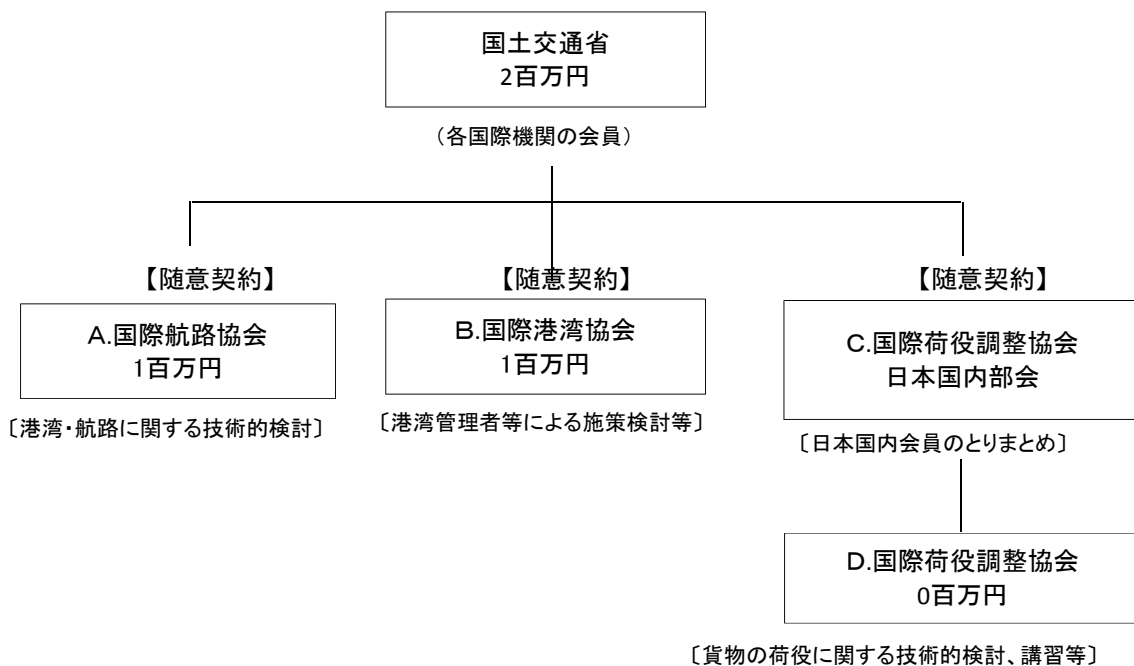 国土交通省
2百万円
（各国際機関の会員）
【随意契約】
【随意契約】
【随意契約】
A.国際航路協会
1百万円
B.国際港湾協会
1百万円
C.国際荷役調整協会
日本国内部会
〔港湾・航路に関する技術的検討〕
〔港湾管理者等による施策検討等〕
〔日本国内会員のとりまとめ〕
D.国際荷役調整協会
0百万円
〔貨物の荷役に関する技術的検討、講習等〕